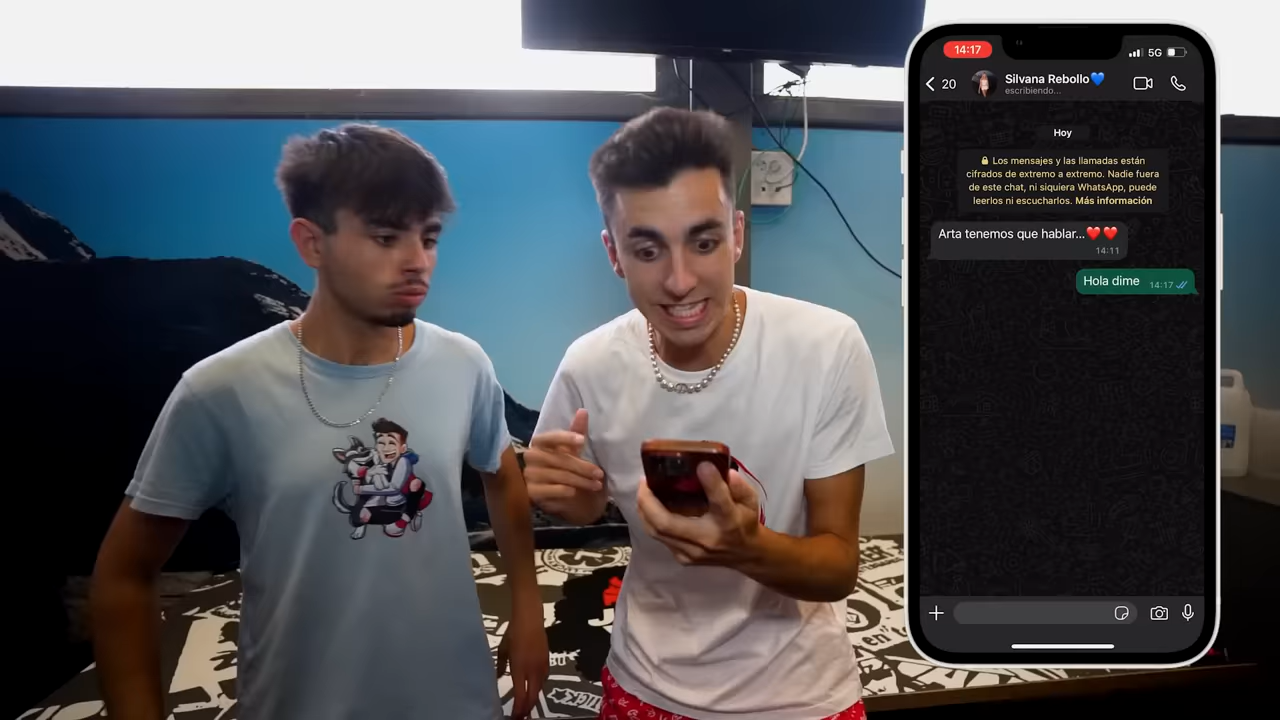 14:17
5G
20
Silvana Rebollo💙
escribiendo...
Hoy
🔒 Los mensajes y las llamadas están
cifrados de extremo a extremo. Nadie fuera
de este chat, ni siquiera WhatsApp, puede
leerlos ni escucharlos. Más información
Arta tenemos que hablar...❤️❤️
14:11
Hola dime
14:17